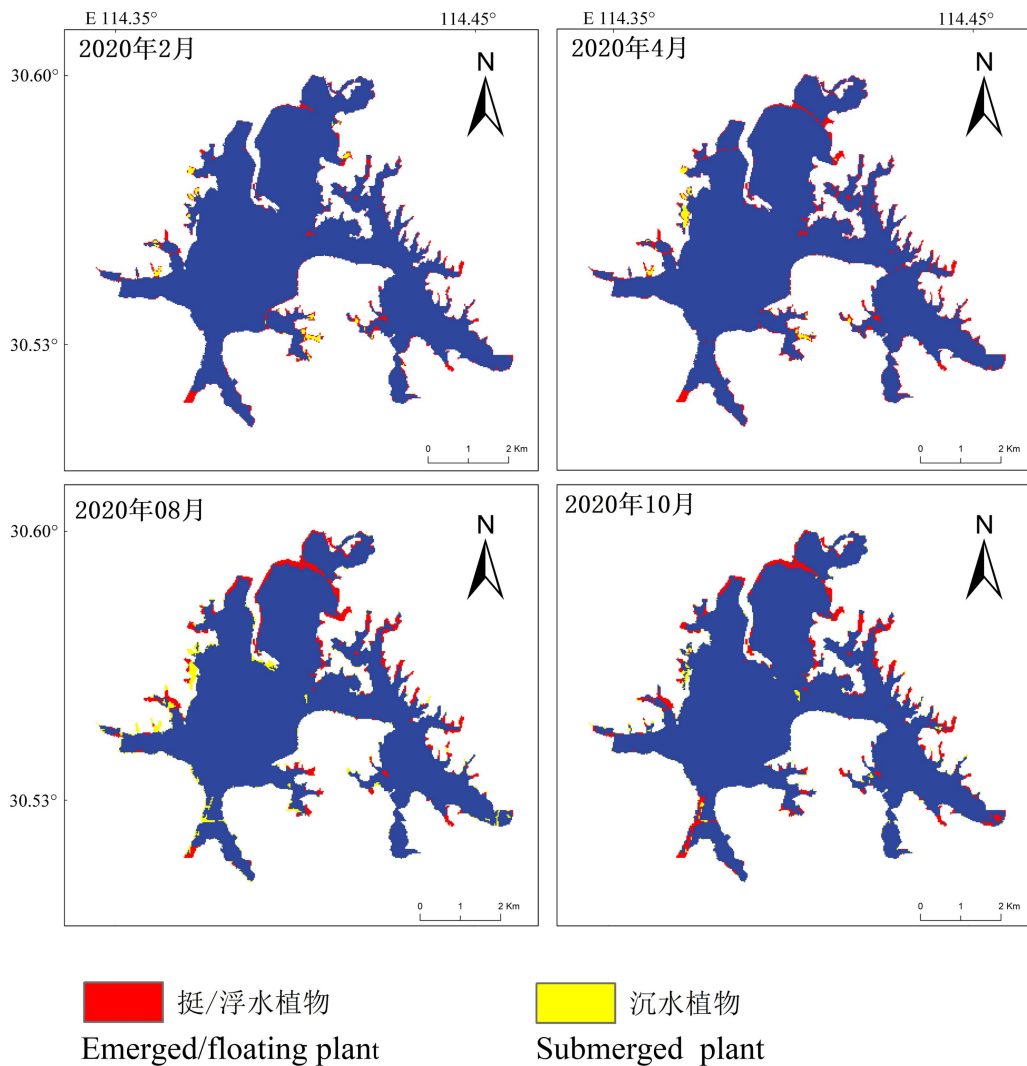 E 114.35° 114.45° 114.35° 114.45°
2020年2月
N
30.60°
30.53°
0 1 2 Km
2020年4月
N
0 1 2 Km
2020年08月
N
30.60°
30.53°
0 1 2 Km
2020年10月
N
0 1 2 Km
挺/浮水植物
Emerged/floating plant
沉水植物
Submerged plant